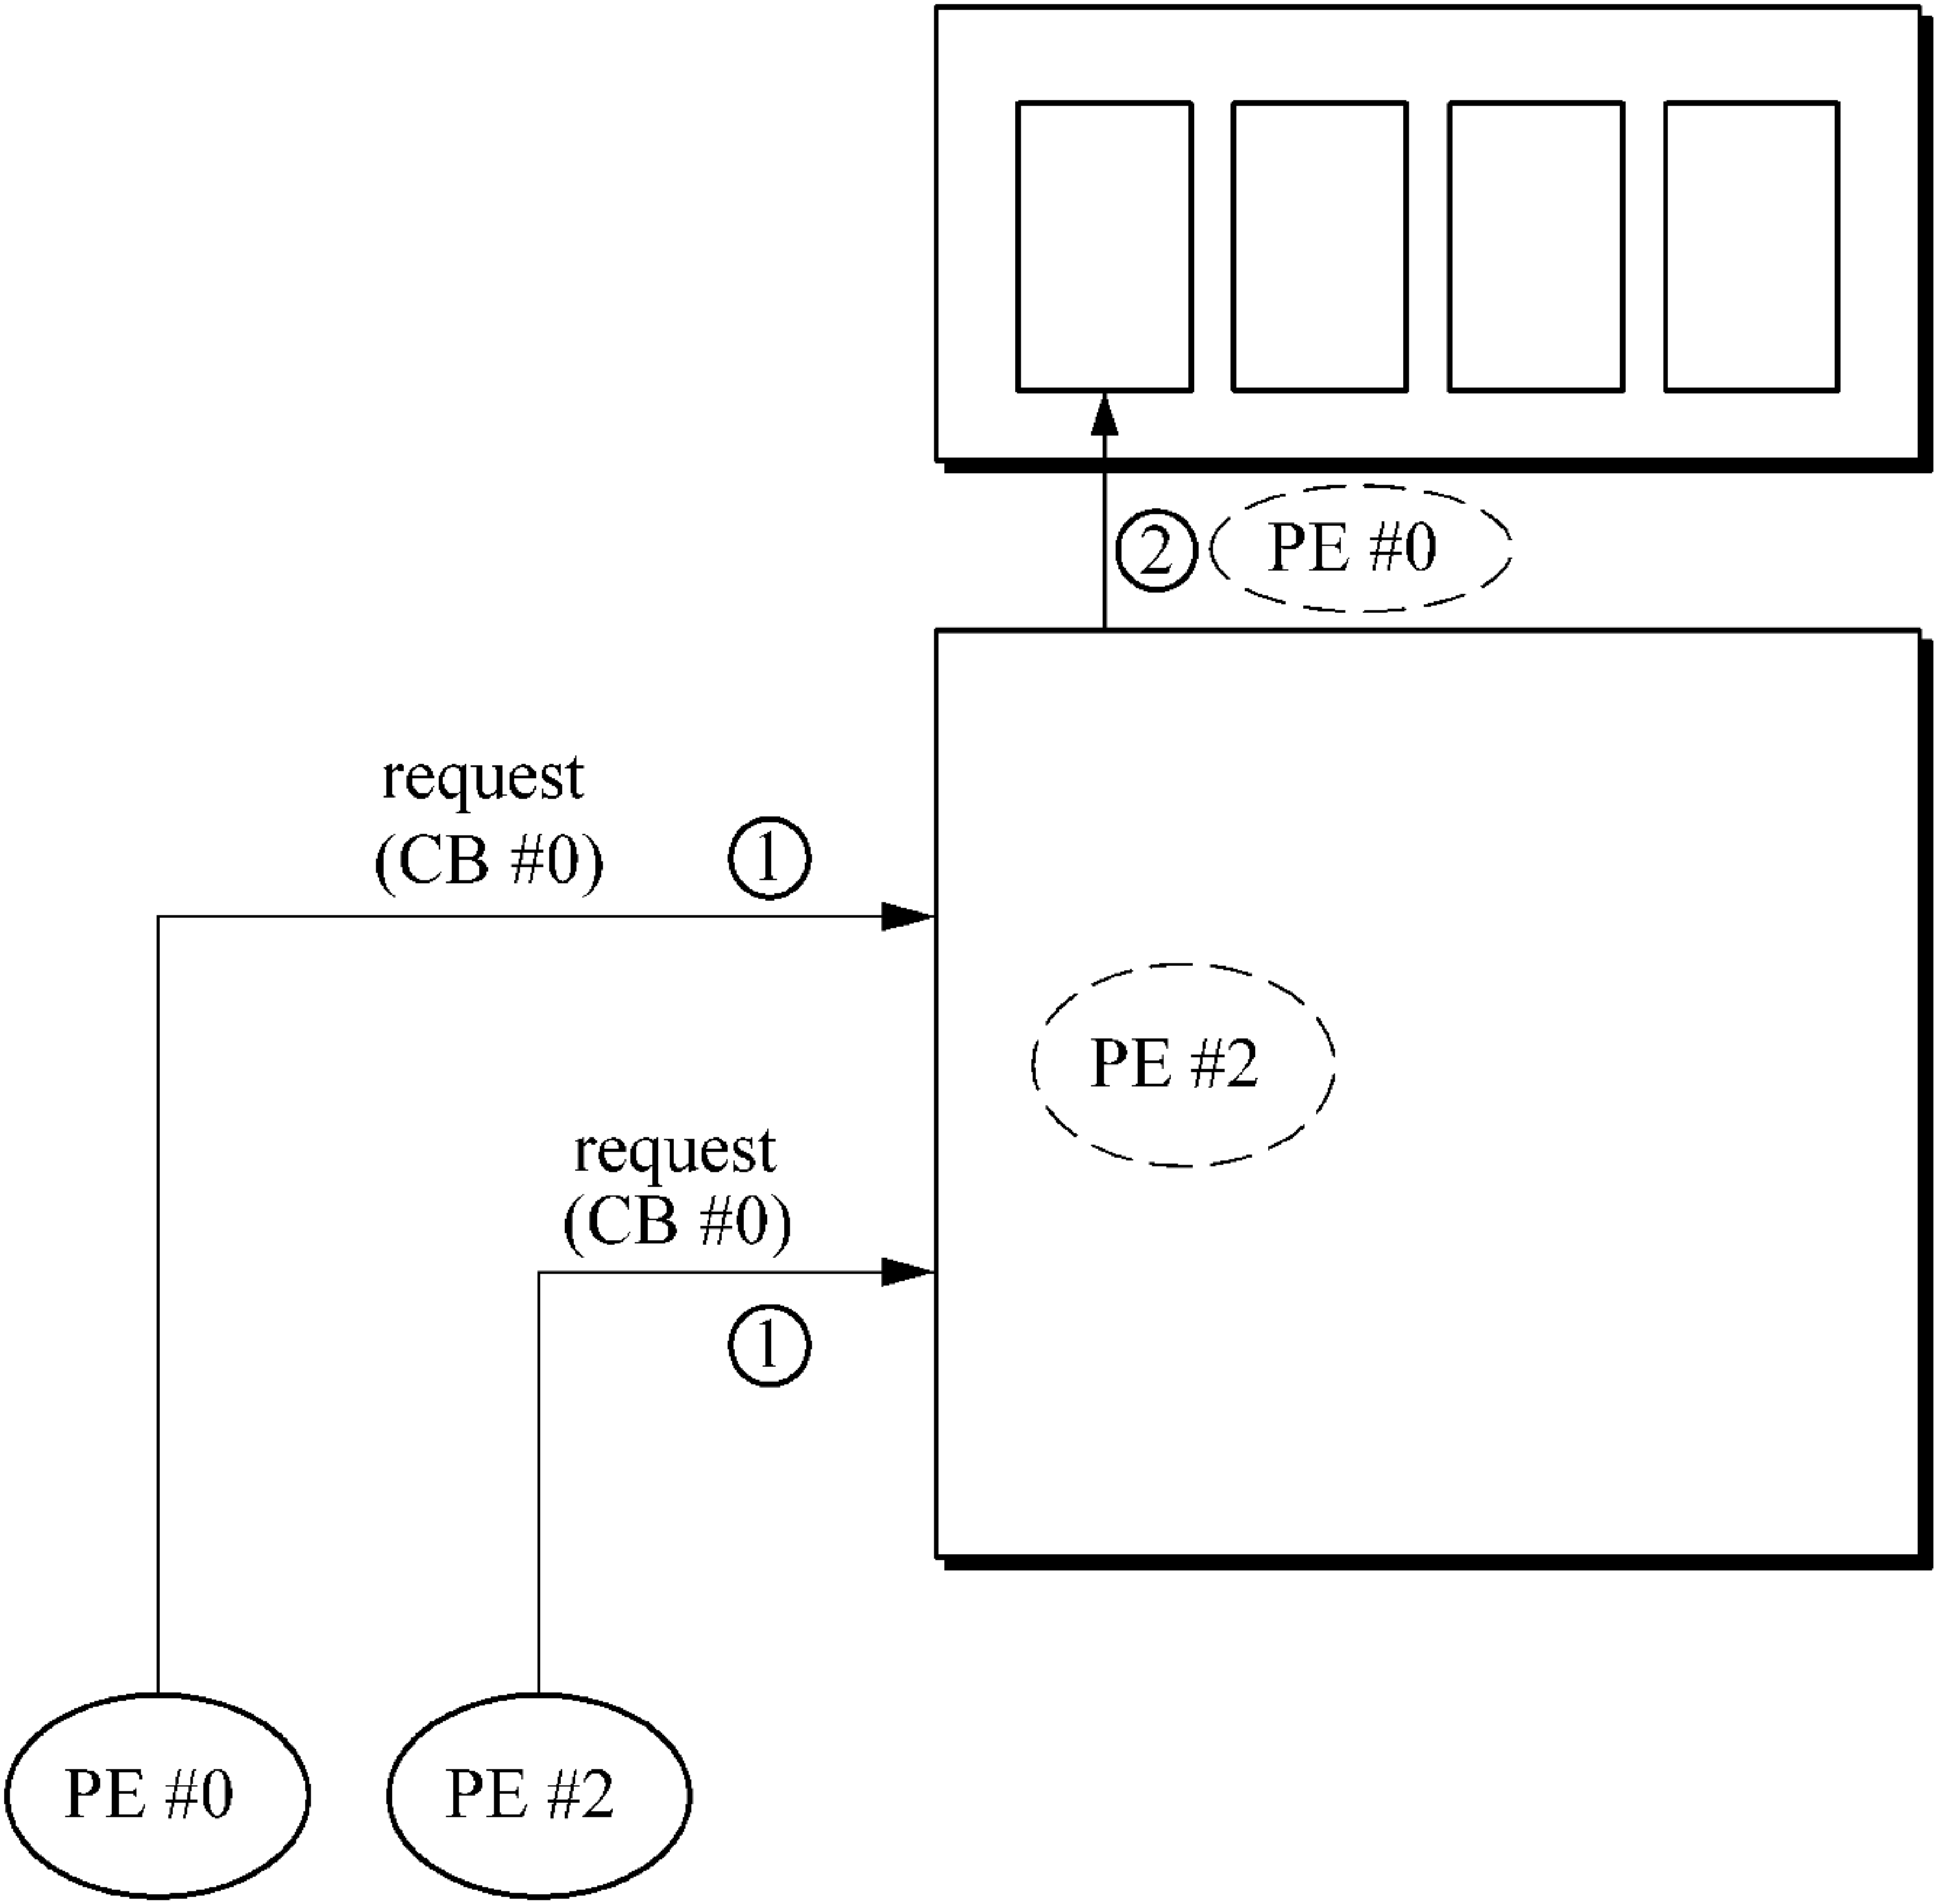 2
PE #0
request
(CB #0)
1
PE #2
request
(CB #0)
1
PE #0
PE #2